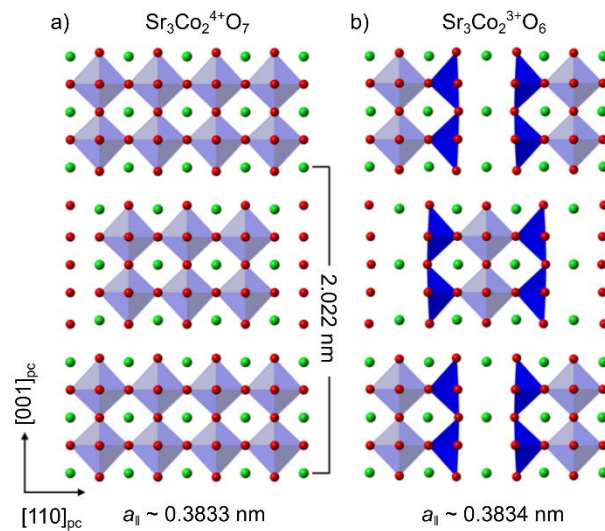 a) Sr₃Co₂⁴⁺O₇
b) Sr₃Co₂³⁺O₆
2.022 nm
[001]pc
[110]pc
a∥ ~ 0.3833 nm
a∥ ~ 0.3834 nm